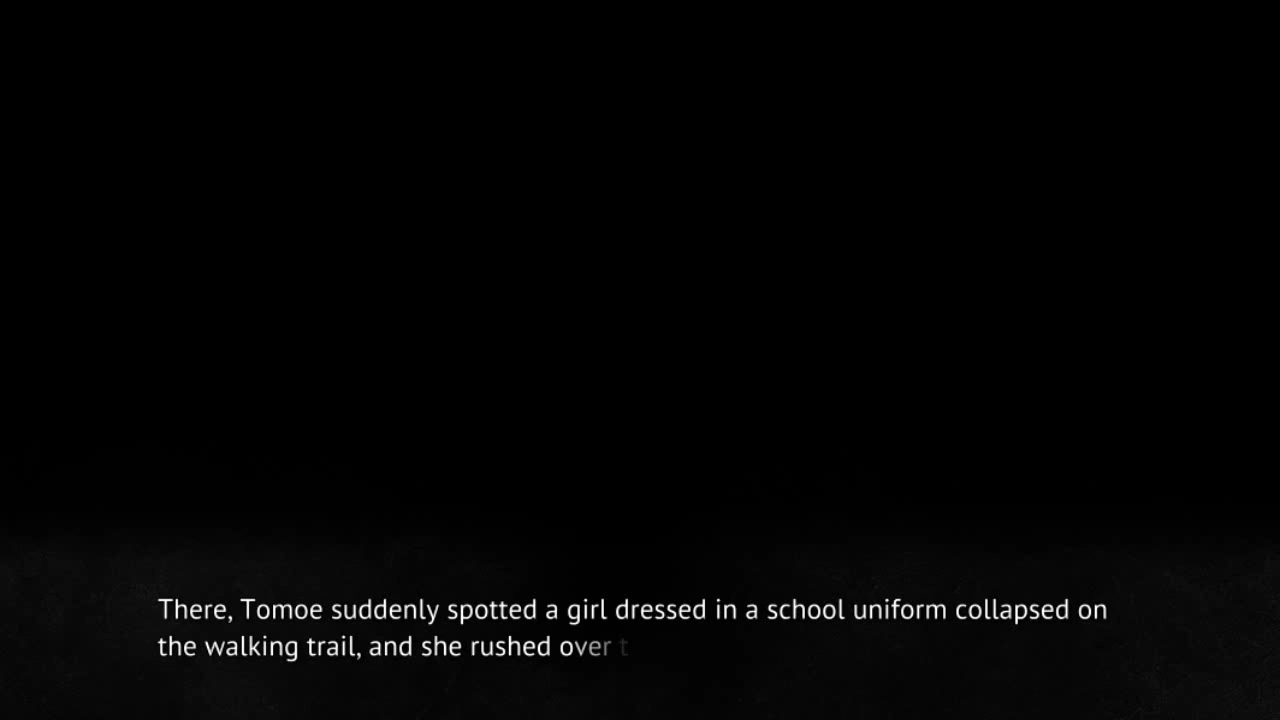 There, Tomoe suddenly spotted a girl dressed in a school uniform collapsed on
the walking trail, and she rushed over t